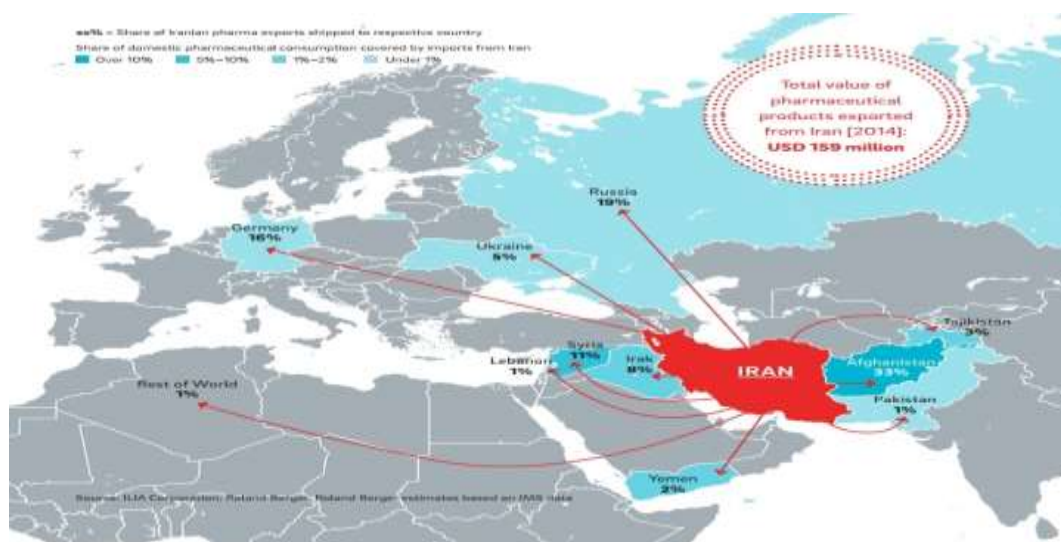 xx% = Share of Iranian pharma exports shipped to respective country
Share of domestic pharmaceutical consumption covered by imports from Iran
Over 10%
5%–10%
1%–2%
Under 1%
Total value of
pharmaceutical
products exported
from Iran [2014]:
USD 159 million
Russia
19%
Germany
16%
Ukraine
5%
Tajikistan
3%
Syria
11%
Lebanon
1%
Irak
8%
IRAN
Afghanistan
33%
Rest of World
1%
Pakistan
1%
Yemen
2%
Source: ILIA Corporation; Roland Berger; Roland Berger estimates based on IMS data